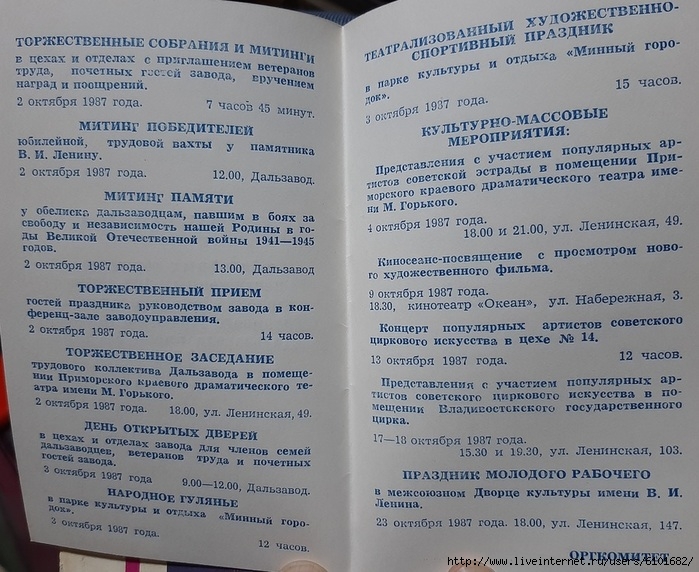 ТОРЖЕСТВЕННЫЕ СОБРАНИЯ И МИТИНГИ
в цехах и отделах с приглашением ветеранов
труда, почетных гостей завода, вручением
наград и поощрений.
2 октября 1987 года. 7 часов 45 минут.
МИТИНГ ПОБЕДИТЕЛЕЙ
юбилейной, трудовой вахты у памятника
В. И. Ленину.
2 октября 1987 года. 12.00, Дальзавод.
МИТИНГ ПАМЯТИ
у обелиска дальзаводцам, павшим в боях за
свободу и независимость нашей Родины в го-
ды Великой Отечественной войны 1941—1945
годов.
2 октября 1987 года. 13.00, Дальзавод
ТОРЖЕСТВЕННЫЙ ПРИЕМ
гостей праздника руководством завода в кон-
ференц-зале заводоуправления.
2 октября 1987 года. 14 часов.
ТОРЖЕСТВЕННОЕ ЗАСЕДАНИЕ
трудового коллектива Дальзавода в помеще-
нии Приморского краевого драматического те-
атра имени М. Горького.
2 октября 1987 года. 18.00, ул. Ленинская, 49.
ДЕНЬ ОТКРЫТЫХ ДВЕРЕЙ
в цехах и отделах завода для членов семей
дальзаводцев, ветеранов труда и почетных
гостей завода.
3 октября 1987 года 9.00—12.00, Дальзавод.
НАРОДНОЕ ГУЛЯНЬЕ
в парке культуры и отдыха «Минный горо-
док».
3 октября 1987 года.
12 часов.
ТЕАТРАЛИЗОВАННЫЙ ХУДОЖЕСТВЕННО-
СПОРТИВНЫЙ ПРАЗДНИК
в парке культуры и отдыха «Минный горо-
док».
3 октября 1987 года. 15 часов.
КУЛЬТУРНО-МАССОВЫЕ
МЕРОПРИЯТИЯ:
Представления с участием популярных ар-
тистов советской эстрады в помещении При-
морского краевого драматического театра име-
ни М. Горького.
4 октября 1987 года.
18.00 и 21.00, ул. Ленинская, 49.
Киносеанс-посвящение с просмотром ново-
го художественного фильма.
9 октября 1987 года.
18.30, кинотеатр «Океан», ул. Набережная, 3.
Концерт популярных артистов советского
циркового искусства в цехе № 14.
13 октября 1987 года. 12 часов.
Представления с участием популярных ар-
тистов советского циркового искусства в по-
мещении Владивостокского государственного
цирка.
17—18 октября 1987 года.
15.30 и 19.30, ул. Ленинская, 103.
ПРАЗДНИК МОЛОДОГО РАБОЧЕГО
в межсоюзном Дворце культуры имени В. И.
Ленина.
23 октября 1987 года. 18.00, ул. Ленинская, 147.
ОРГКОМИТЕТ
http://www.liveinternet.ru/users/6101682/